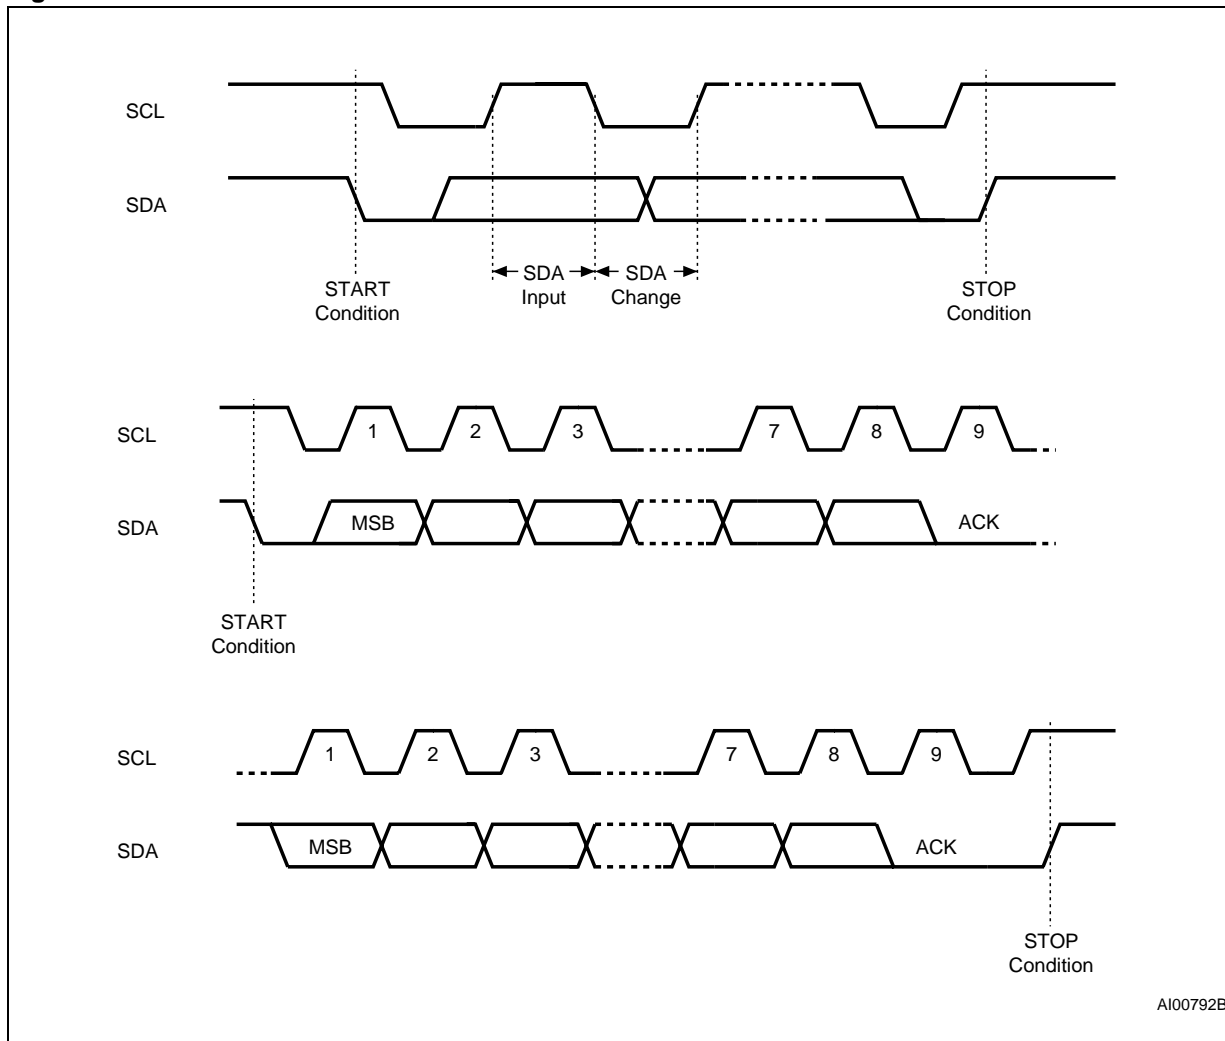 SCL
SDA
SDA Input
SDA Change
START Condition
STOP Condition
SCL
1 2 3 7 8 9
SDA
MSB ACK
START Condition
SCL
1 2 3 7 8 9
SDA
MSB ACK
STOP Condition
AI00792B